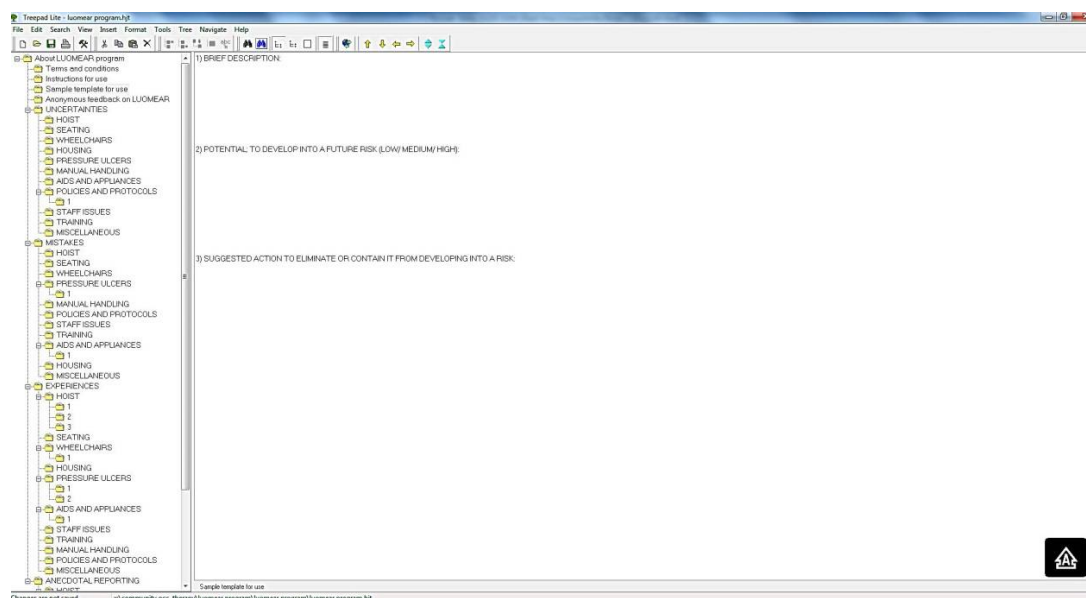 Treepad Lite - luomear program.hjt
File Edit Search View Insert Format Tools Tree Navigate Help
About LUOMEAR program
Terms and conditions
Instructions for use
Sample template for use
Anonymous feedback on LUOMEAR
UNCERTAINTIES
HOIST
SEATING
WHEELCHAIRS
HOUSING
PRESSURE ULCERS
MANUAL HANDLING
AIDS AND APPLIANCES
POLICIES AND PROTOCOLS
1
STAFF ISSUES
TRAINING
MISCELLANEOUS
MISTAKES
HOIST
SEATING
WHEELCHAIRS
PRESSURE ULCERS
1
MANUAL HANDLING
POLICIES AND PROTOCOLS
STAFF ISSUES
TRAINING
AIDS AND APPLIANCES
1
HOUSING
MISCELLANEOUS
EXPERIENCES
HOIST
1
2
3
SEATING
WHEELCHAIRS
1
HOUSING
PRESSURE ULCERS
1
2
AIDS AND APPLIANCES
1
STAFF ISSUES
TRAINING
MANUAL HANDLING
POLICIES AND PROTOCOLS
MISCELLANEOUS
ANECDOTAL REPORTING
HOIST
1) BRIEF DESCRIPTION:
2) POTENTIAL TO DEVELOP INTO A FUTURE RISK (LOW/ MEDIUM/ HIGH):
3) SUGGESTED ACTION TO ELIMINATE OR CONTAIN IT FROM DEVELOPING INTO A RISK:
Sample template for use
Changes are not saved